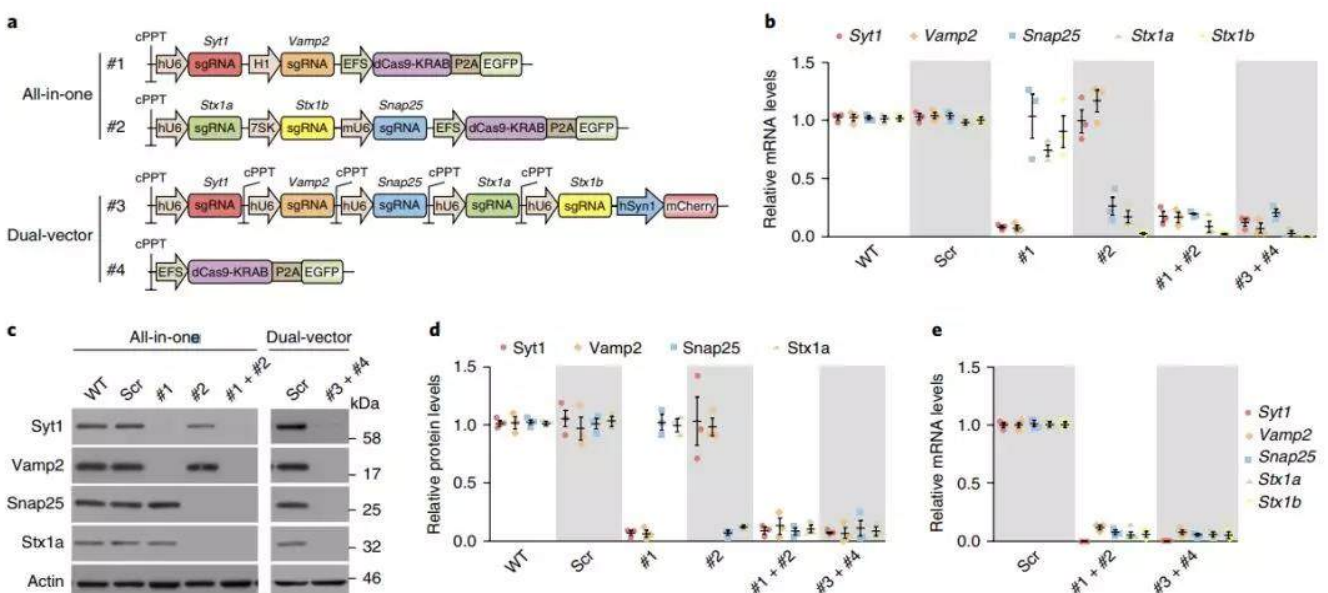 a
cPPT Syt1 Vamp2
#1 hU6 sgRNA H1 sgRNA EFS dCas9-KRAB P2A EGFP
All-in-one
cPPT Stx1a Stx1b Snap25
#2 hU6 sgRNA 7SK sgRNA mU6 sgRNA EFS dCas9-KRAB P2A EGFP
cPPT Syt1 cPPT Vamp2 cPPT Snap25 cPPT Stx1a cPPT Stx1b
#3 hU6 sgRNA hU6 sgRNA hU6 sgRNA hU6 sgRNA hU6 sgRNA hSyn1 mCherry
Dual-vector
cPPT
#4 EFS dCas9-KRAB P2A EGFP
b
Syt1 Vamp2 Snap25 Stx1a Stx1b
Relative mRNA levels
1.5
1.0
0.5
0.0
WT Scr #1 #2 #1 + #2 #3 + #4
c
All-in-one Dual-vector
WT Scr #1 #2 #1 + #2 Scr #3 + #4
kDa
Syt1 58
Vamp2 17
Snap25 25
Stx1a 32
Actin 46
d
Syt1 Vamp2 Snap25 Stx1a
Relative protein levels
1.5
1.0
0.5
0.0
WT Scr #1 #2 #1 + #2 #3 + #4
e
Relative mRNA levels
1.5
1.0
0.5
0.0
Scr #1 + #2 #3 + #4
Syt1
Vamp2
Snap25
Stx1a
Stx1b